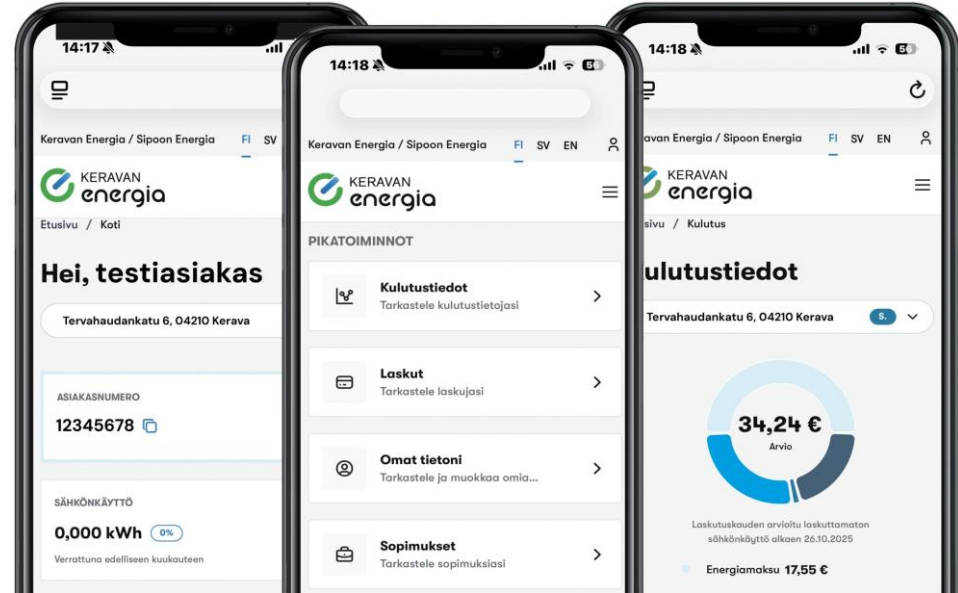 14:17
Keravan Energia / Sipoon Energia FI SV
KERAVAN
energia
Etusivu / Koti
Hei, testiasiakas
Tervahaudankatu 6, 04210 Kerava
ASIAKASNUMERO
12345678
SÄHKÖNKÄYTTÖ
0,000 kWh 0%
Verrattuna edelliseen kuukauteen
14:18
Keravan Energia / Sipoon Energia FI SV EN
KERAVAN
energia
PIKATOIMINNOT
Kulutustiedot
Tarkastele kulutustietojasi
Laskut
Tarkastele laskujasi
Omat tietoni
Tarkastele ja muokkaa omia...
Sopimukset
Tarkastele sopimuksiasi
14:18
avan Energia / Sipoon Energia FI SV EN
KERAVAN
energia
sivu / Kulutus
ulutustiedot
Tervahaudankatu 6, 04210 Kerava S.
34,24 €
Arvio
Laskutuskauden arvioitu laskuttamaton
sähkönkäyttö alkaen 26.10.2025
Energiamaksu 17,55 €